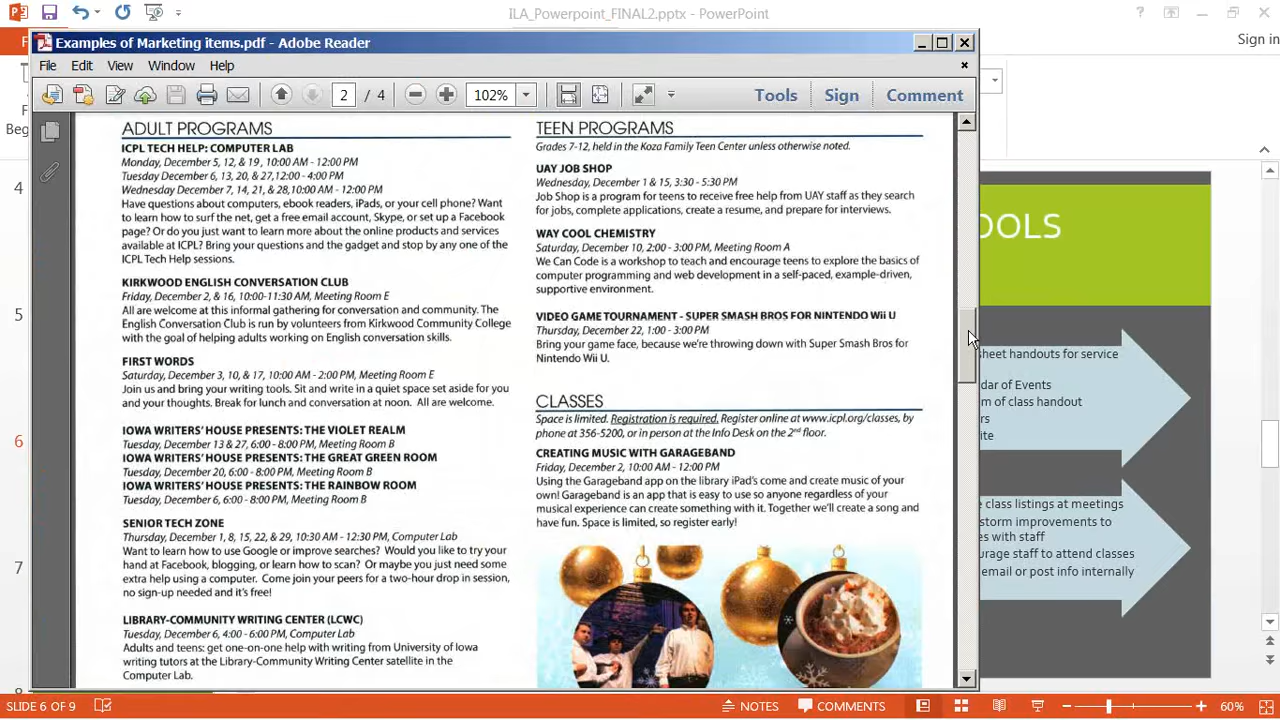 ILA_Powerpoint_FINAL2.pptx - PowerPoint
Sign in
Examples of Marketing items.pdf - Adobe Reader
File Edit View Window Help
2 / 4 102% Tools Sign Comment
ADULT PROGRAMS
ICPL TECH HELP: COMPUTER LAB
Monday, December 5, 12, & 19, 10:00 AM - 12:00 PM
Tuesday December 6, 13, 20, & 27, 12:00 - 4:00 PM
Wednesday December 7, 14, 21, & 28, 10:00 AM - 12:00 PM
Have questions about computers, ebook readers, iPads, or your cell phone? Want
to learn how to surf the net, get a free email account, Skype, or set up a Facebook
page? Or do you just want to learn more about the online products and services
available at ICPL? Bring your questions and the gadget and stop by any one of the
ICPL Tech Help sessions.
KIRKWOOD ENGLISH CONVERSATION CLUB
Friday, December 2, & 16, 10:00-11:30 AM, Meeting Room E
All are welcome at this informal gathering for conversation and community. The
English Conversation Club is run by volunteers from Kirkwood Community College
with the goal of helping adults working on English conversation skills.
FIRST WORDS
Saturday, December 3, 10, & 17, 10:00 AM - 2:00 PM, Meeting Room E
Join us and bring your writing tools. Sit and write in a quiet space set aside for you
and your thoughts. Break for lunch and conversation at noon. All are welcome.
IOWA WRITERS' HOUSE PRESENTS: THE VIOLET REALM
Tuesday, December 13 & 27, 6:00 - 8:00 PM, Meeting Room B
IOWA WRITERS' HOUSE PRESENTS: THE GREAT GREEN ROOM
Tuesday, December 20, 6:00 - 8:00 PM, Meeting Room B
IOWA WRITERS' HOUSE PRESENTS: THE RAINBOW ROOM
Tuesday, December 6, 6:00 - 8:00 PM, Meeting Room B
SENIOR TECH ZONE
Thursday, December 1, 8, 15, 22, & 29, 10:30 AM - 12:30 PM, Computer Lab
Want to learn how to use Google or improve searches? Would you like to try your
hand at Facebook, blogging, or learn how to scan? Or maybe you just need some
extra help using a computer. Come join your peers for a two-hour drop in session,
no sign-up needed and it's free!
LIBRARY-COMMUNITY WRITING CENTER (LCWC)
Tuesday, December 6, 4:00 - 6:00 PM, Computer Lab
Adults and teens: get one-on-one help with writing from University of Iowa
writing tutors at the Library-Community Writing Center satellite in the
Computer Lab.
TEEN PROGRAMS
Grades 7-12, held in the Koza Family Teen Center unless otherwise noted.
UAY JOB SHOP
Wednesday, December 1 & 15, 3:30 - 5:30 PM
Job Shop is a program for teens to receive free help from UAY staff as they search
for jobs, complete applications, create a resume, and prepare for interviews.
WAY COOL CHEMISTRY
Saturday, December 10, 2:00 - 3:00 PM, Meeting Room A
We Can Code is a workshop to teach and encourage teens to explore the basics of
computer programming and web development in a self-paced, example-driven,
supportive environment.
VIDEO GAME TOURNAMENT - SUPER SMASH BROS FOR NINTENDO Wii U
Thursday, December 22, 1:00 - 3:00 PM
Bring your game face, because we're throwing down with Super Smash Bros for
Nintendo Wii U.
CLASSES
Space is limited. Registration is required. Register online at www.icpl.org/classes, by
phone at 356-5200, or in person at the Info Desk on the 2nd floor.
CREATING MUSIC WITH GARAGEBAND
Friday, December 2, 10:00 AM - 12:00 PM
Using the Garageband app on the library iPad's come and create music of your
own! Garageband is an app that is easy to use so anyone regardless of your
musical experience can create something with it. Together we'll create a song and
have fun. Space is limited, so register early!
4
5
6
7
8
OOLS
sheet handouts for service
dar of Events
m of class handout
rs
ite
e class listings at meetings
storm improvements to
es with staff
urage staff to attend classes
email or post info internally
SLIDE 6 OF 9 NOTES COMMENTS 60%